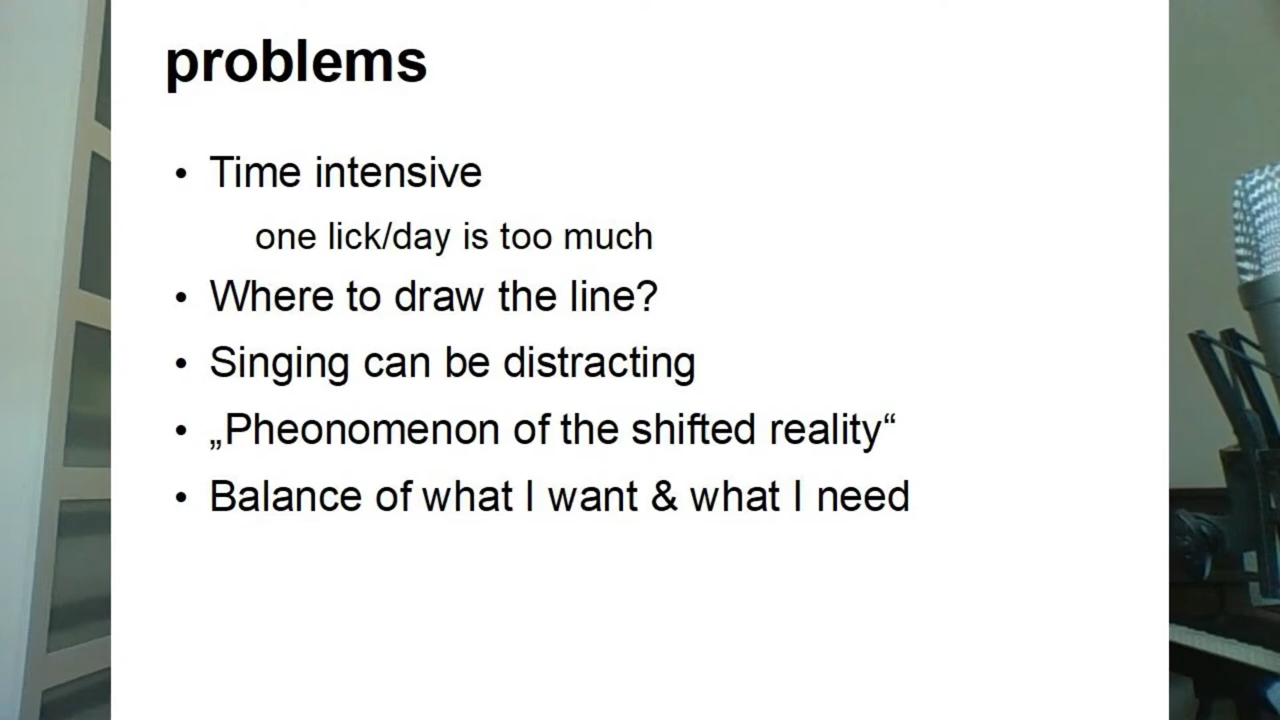 problems
• Time intensive
one lick/day is too much
• Where to draw the line?
• Singing can be distracting
• „Pheonomenon of the shifted reality“
• Balance of what I want & what I need